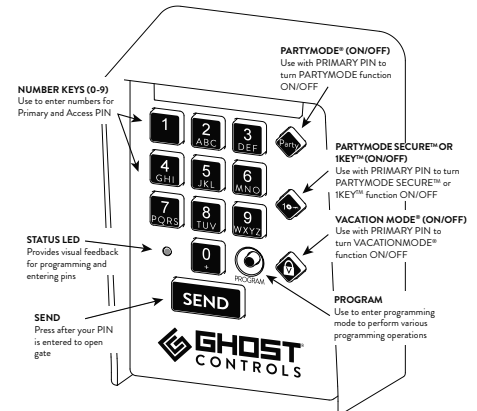 PARTYMODE® (ON/OFF)
Use with PRIMARY PIN to
turn PARTYMODE function
ON/OFF
NUMBER KEYS (0-9)
Use to enter numbers for
Primary and Access PIN
1
2
ABC
3
DEF
Party
4
GHI
5
JKL
6
MNO
1
PARTYMODE SECURE™ OR
1KEY™ (ON/OFF)
Use with PRIMARY PIN to turn
PARTYMODE SECURE™ or
1KEY™ function ON/OFF
7
PQRS
8
TUV
9
WXYZ
VACATION MODE® (ON/OFF)
Use with PRIMARY PIN to
turn VACATIONMODE®
function ON/OFF
STATUS LED
Provides visual feedback
for programming and
entering pins
0
+
V
PROGRAM
SEND
PROGRAM
Use to enter programming
mode to perform various
programming operations
SEND
Press after your PIN
is entered to open
gate
GHOST
CONTROLS